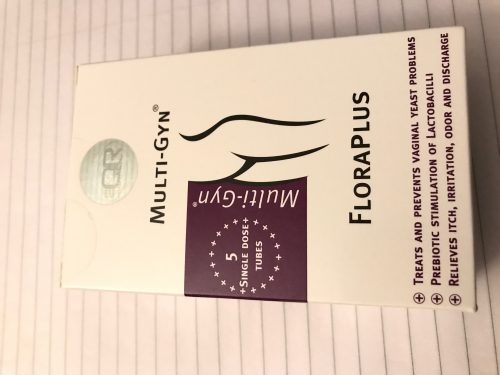 MULTI-GYN®
Multi-Gyn®
5
SINGLE DOSE
TUBES
FLORAPLUS
TREATS AND PREVENTS VAGINAL YEAST PROBLEMS
PREBIOTIC STIMULATION OF LACTOBACILLI
RELIEVES ITCH, IRRITATION, ODOR AND DISCHARGE